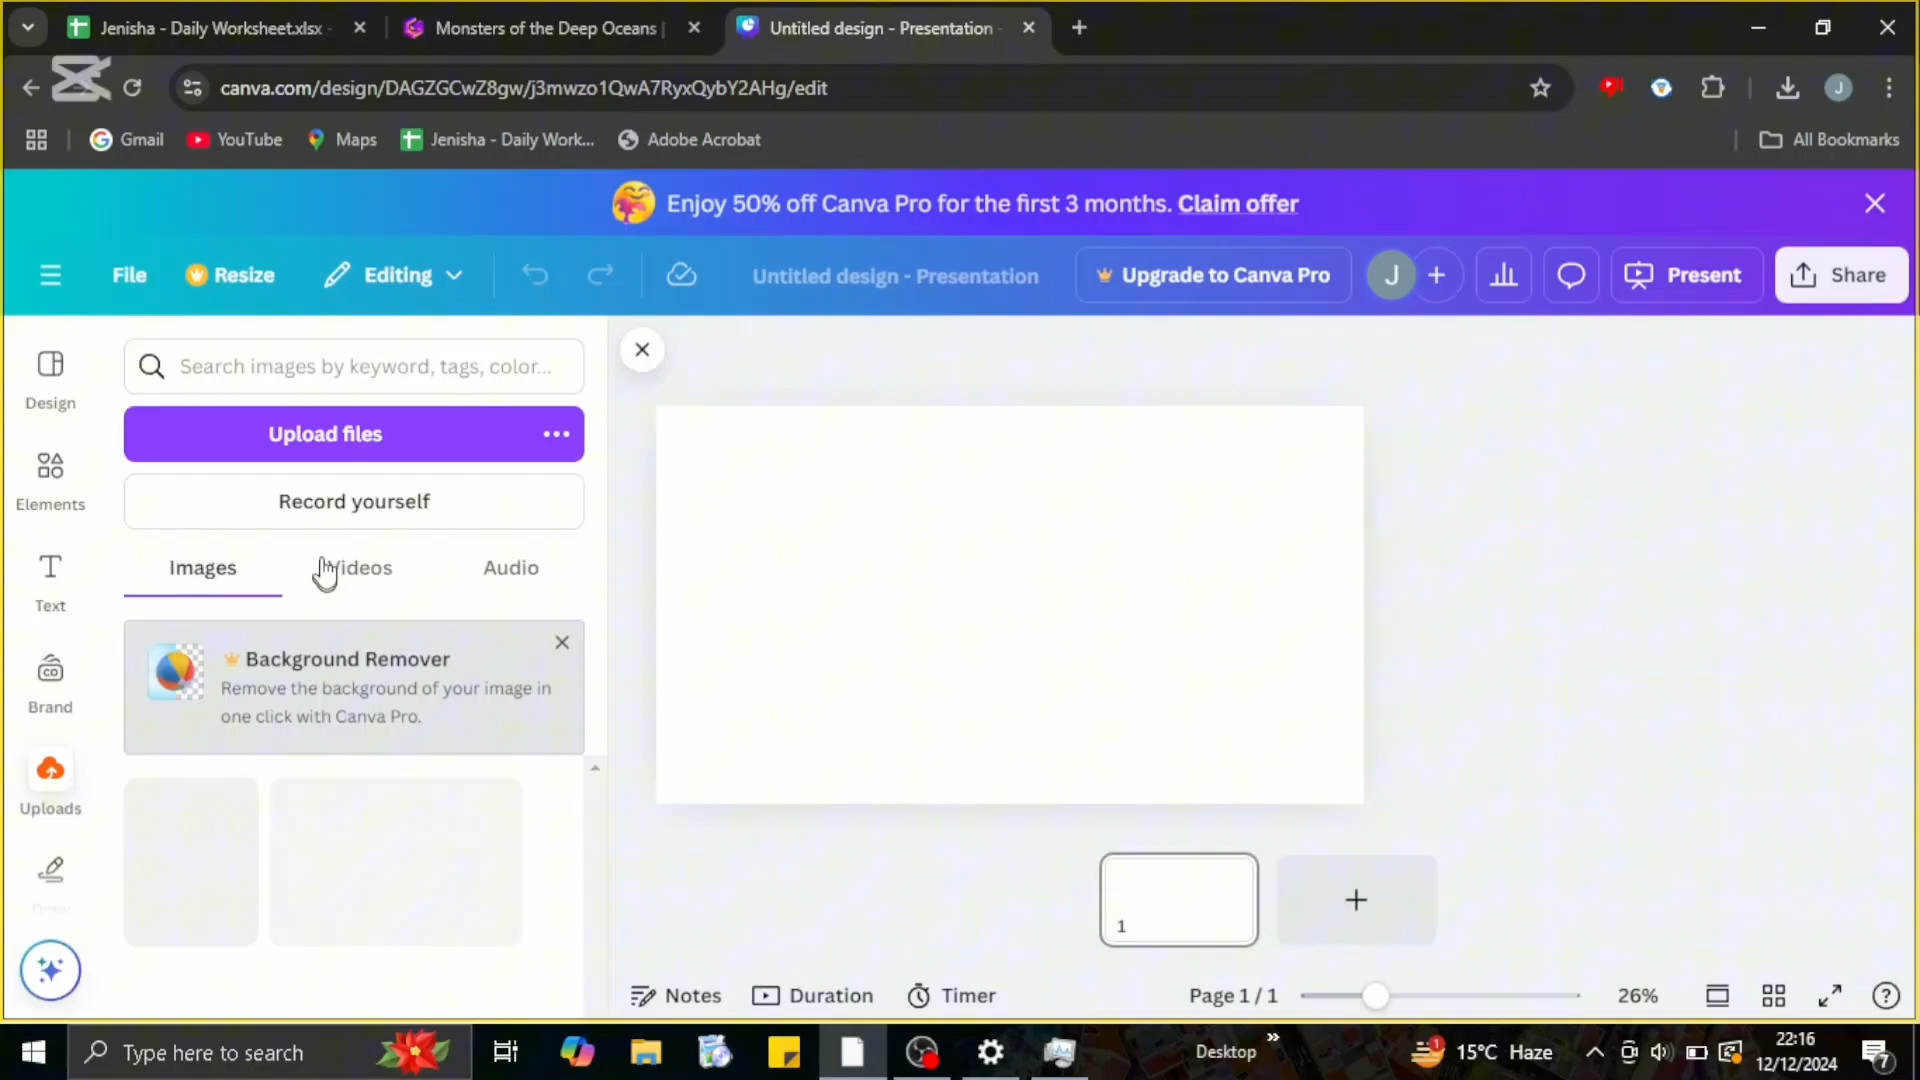 Jenisha - Daily Worksheet.xlsx -
Monsters of the Deep Oceans |
Untitled design - Presentation -
canva.com/design/DAGZGCwZ8gw/j3mwzo1QwA7RyxQybY2AHg/edit
J
Gmail
YouTube
Maps
Jenisha - Daily Work...
Adobe Acrobat
All Bookmarks
Enjoy 50% off Canva Pro for the first 3 months. Claim offer
File
Resize
Editing
Untitled design - Presentation
Upgrade to Canva Pro
J
Present
Share
Design
Elements
Text
Brand
Uploads
Draw
Search images by keyword, tags, color...
Upload files
Record yourself
Images
Videos
Audio
Background Remover
Remove the background of your image in
one click with Canva Pro.
1
Notes
Duration
Timer
Page 1 / 1
26%
Type here to search
Desktop
1
15°C Haze
22:16
12/12/2024
7